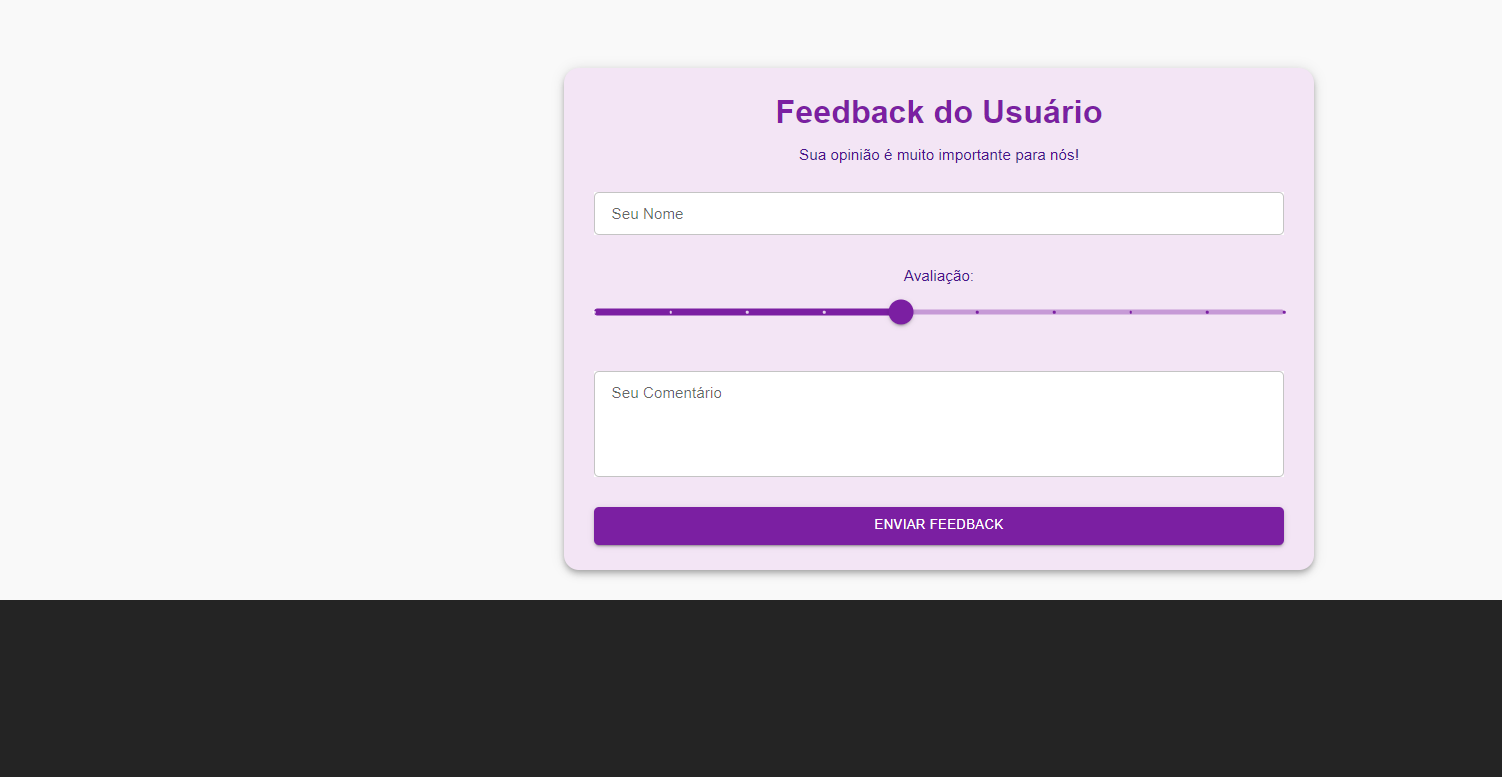 Feedback do Usuário
Sua opinião é muito importante para nós!
Seu Nome
Avaliação:
Seu Comentário
ENVIAR FEEDBACK